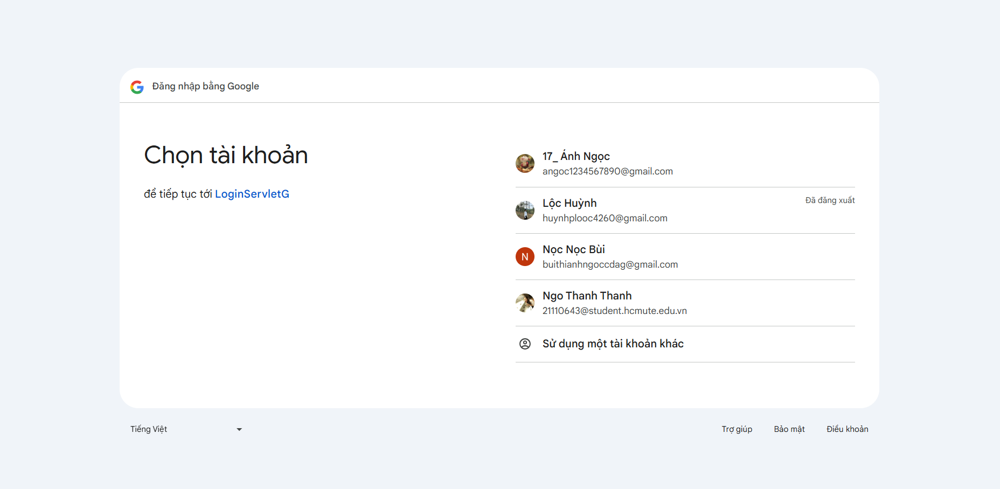 Đăng nhập bằng Google
Chọn tài khoản
để tiếp tục tới LoginServletG
17_ Ánh Ngọc
angoc1234567890@gmail.com
Lộc Huỳnh
Đã đăng xuất
huynhplooc4260@gmail.com
N
Nọc Nọc Bùi
buithianhngoccdag@gmail.com
Ngo Thanh Thanh
21110643@student.hcmute.edu.vn
Sử dụng một tài khoản khác
Tiếng Việt
Trợ giúp
Bảo mật
Điều khoản